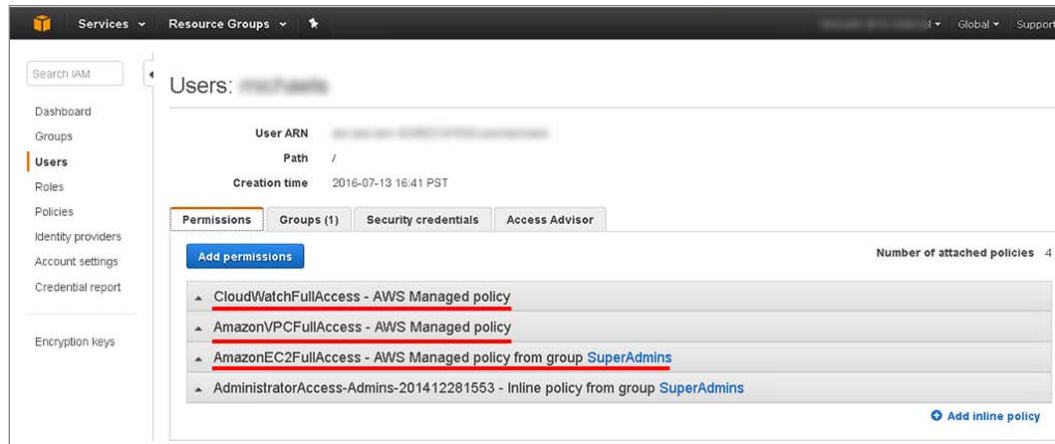 Services Resource Groups Global Support
Search IAM
Users:
Dashboard
Groups
Users
Roles
Policies
Identity providers
Account settings
Credential report
Encryption keys
User ARN
Path /
Creation time 2016-07-13 16:41 PST
Permissions Groups (1) Security credentials Access Advisor
Add permissions Number of attached policies 4
CloudWatchFullAccess - AWS Managed policy
AmazonVPCFullAccess - AWS Managed policy
AmazonEC2FullAccess - AWS Managed policy from group SuperAdmins
AdministratorAccess-Admins-201412281553 - Inline policy from group SuperAdmins
Add inline policy